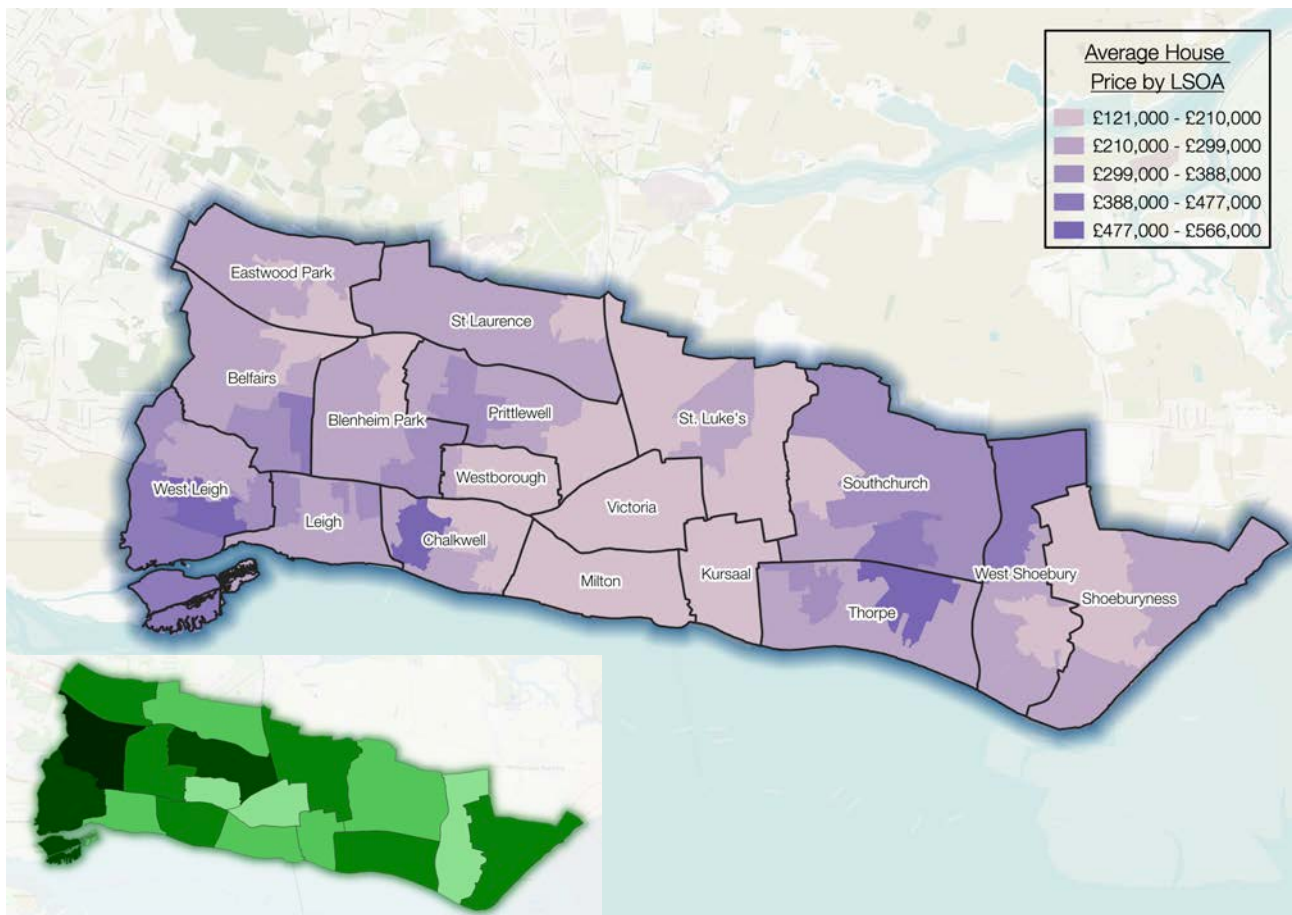 Average House
Price by LSOA
£121,000 - £210,000
£210,000 - £299,000
£299,000 - £388,000
£388,000 - £477,000
£477,000 - £566,000
Eastwood Park
St Laurence
Belfairs
Blenheim Park
Prittlewell
St. Luke's
Westborough
Southchurch
West Leigh
Victoria
Leigh
Chalkwell
Milton
Kursaal
West Shoebury
Shoeburyness
Thorpe